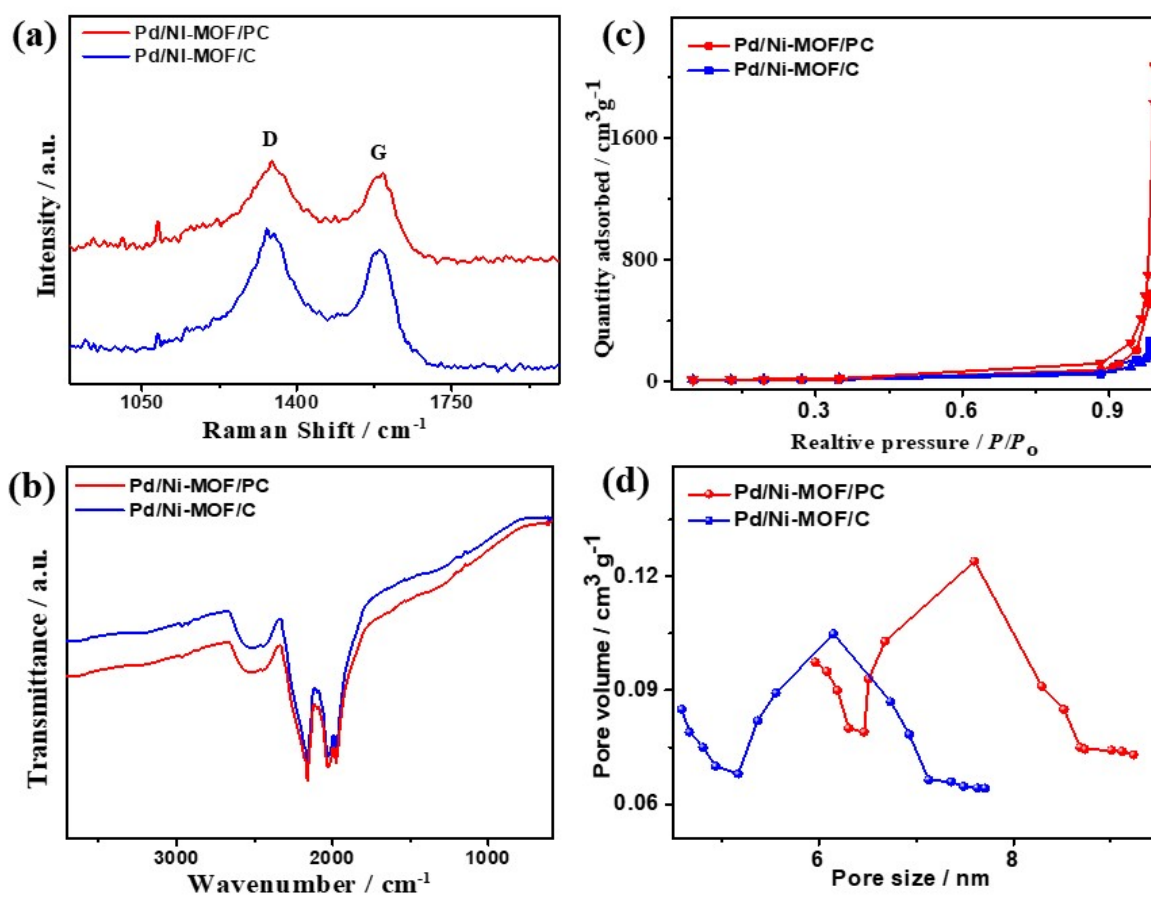 (a)
Pd/NI-MOF/PC
Pd/NI-MOF/C
D
G
Intensity / a.u.
1050
1400
1750
Raman Shift / cm-1
(c)
Pd/Ni-MOF/PC
Pd/Ni-MOF/C
Quantity adsorbed / cm3g-1
1600
800
0
0.3
0.6
0.9
Realtive pressure / P/Po
(b)
Pd/Ni-MOF/PC
Pd/Ni-MOF/C
Transmittance / a.u.
3000
2000
1000
Wavenumber / cm-1
(d)
Pd/Ni-MOF/PC
Pd/Ni-MOF/C
Pore volume / cm3 g-1
0.12
0.09
0.06
6
8
Pore size / nm